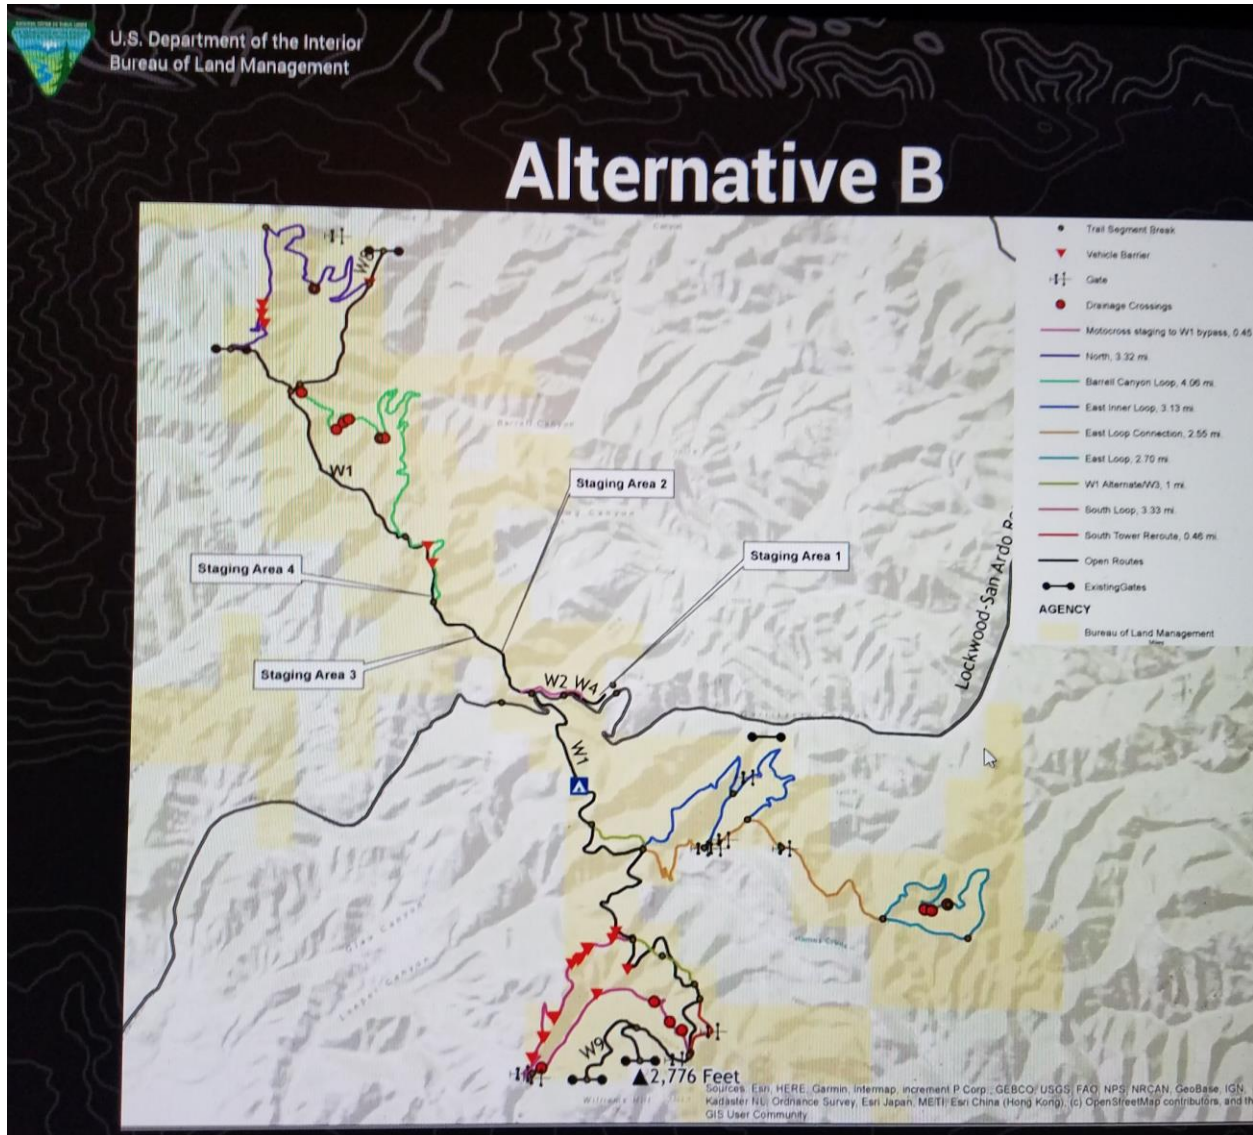 U.S. Department of the Interior
Bureau of Land Management
Alternative B
Trail Segment Break
Vehicle Barrier
Gate
Drainage Crossings
Motocross staging to W1 bypass, 0.45
North, 3.32 mi.
Barrell Canyon Loop, 4.06 mi.
East Inner Loop, 3.13 mi.
East Loop Connection, 2.55 mi.
East Loop, 2.70 mi.
W1 Alternate/W3, 1 mi.
South Loop, 3.33 mi.
South Tower Reroute, 0.46 mi.
Open Routes
ExistingGates
AGENCY
Bureau of Land Management
W8
Barrell Canyon
W1
Staging Area 2
Canyon
Staging Area 1
Staging Area 4
Staging Area 3
W2 W4
Lockwood-San Ardo
W1
Glau Canyon
W9
2,776 Feet
Sources: Esri, HERE, Garmin, Intermap, increment P Corp., GEBCO, USGS, FAO, NPS, NRCAN, GeoBase, IGN,
Kadaster NL, Ordnance Survey, Esri Japan, METI, Esri China (Hong Kong), (c) OpenStreetMap contributors, and
GIS User Community